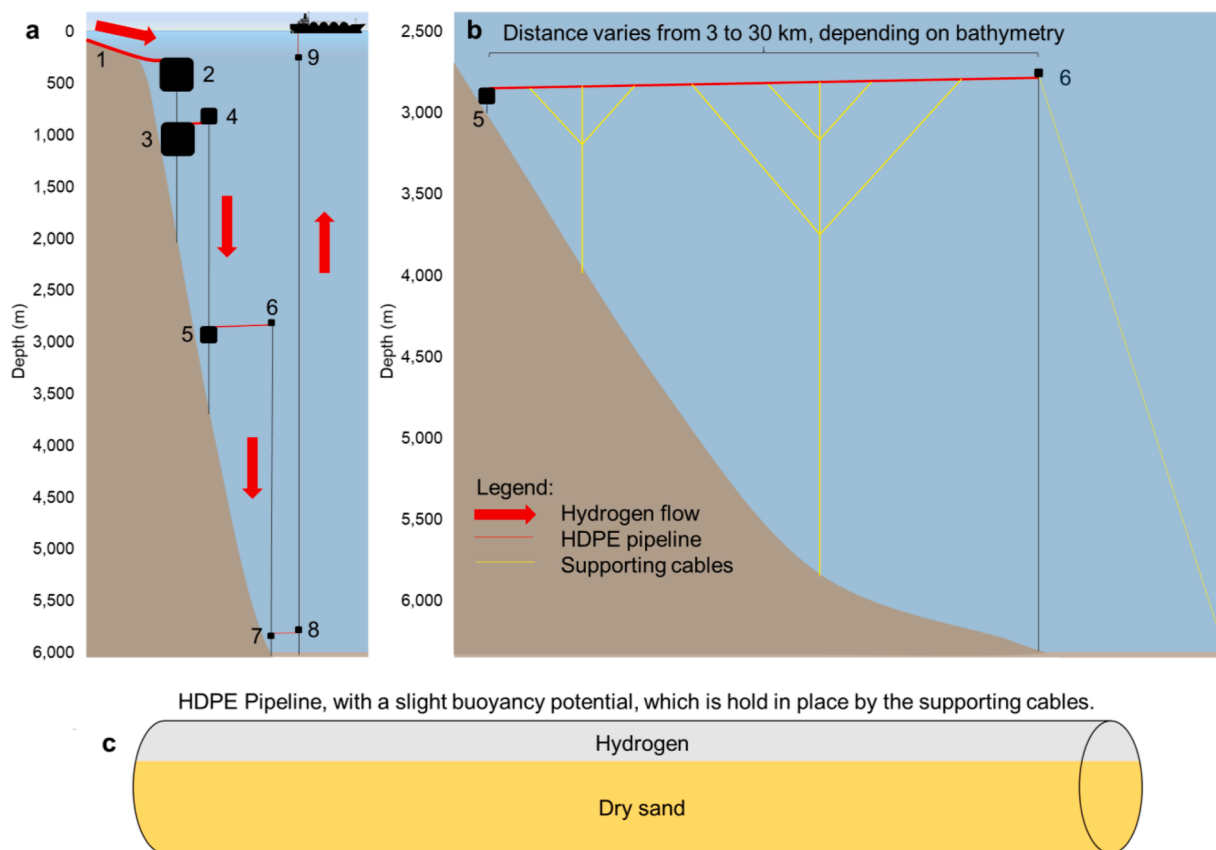 a
0
500
1,000
1,500
2,000
2,500
3,000
3,500
4,000
4,500
5,000
5,500
6,000
Depth (m)
1
2
3
4
5
6
7
8
9
b
Distance varies from 3 to 30 km, depending on bathymetry
2,500
3,000
3,500
4,000
4,500
5,000
5,500
6,000
Depth (m)
5
6
Legend:
Hydrogen flow
HDPE pipeline
Supporting cables
HDPE Pipeline, with a slight buoyancy potential, which is hold in place by the supporting cables.
c
Hydrogen
Dry sand